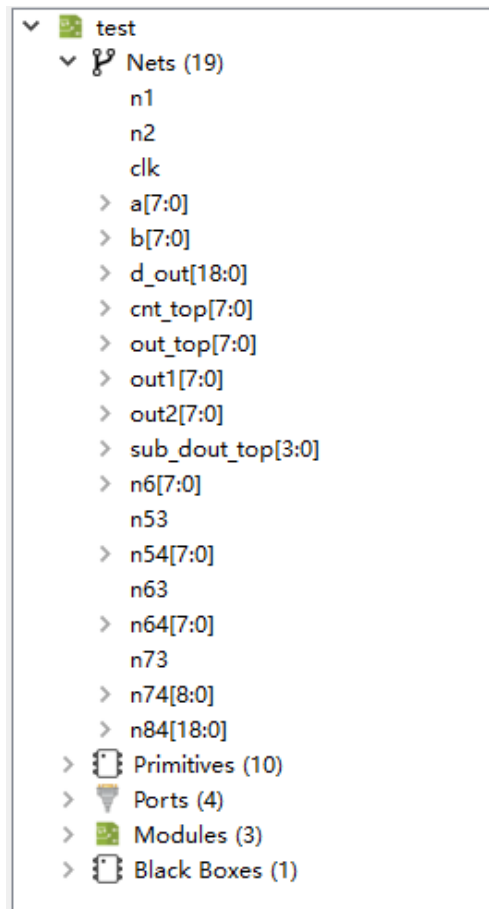 test
Nets (19)
n1
n2
clk
a[7:0]
b[7:0]
d_out[18:0]
cnt_top[7:0]
out_top[7:0]
out1[7:0]
out2[7:0]
sub_dout_top[3:0]
n6[7:0]
n53
n54[7:0]
n63
n64[7:0]
n73
n74[8:0]
n84[18:0]
Primitives (10)
Ports (4)
Modules (3)
Black Boxes (1)